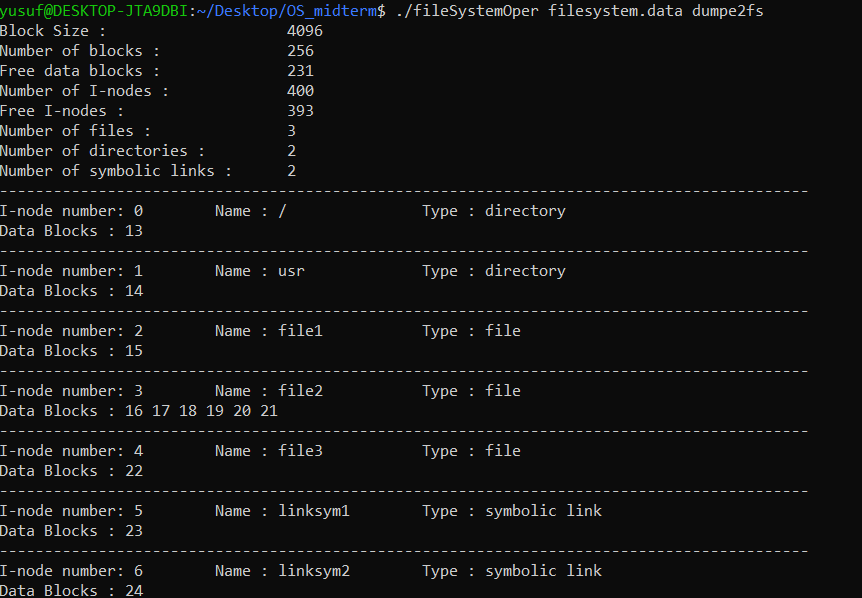 yusuf@DESKTOP-JTA9DBI:~/Desktop/OS_midterm$ ./fileSystemOper filesystem.data dumpe2fs
Block Size : 4096
Number of blocks : 256
Free data blocks : 231
Number of I-nodes : 400
Free I-nodes : 393
Number of files : 3
Number of directories : 2
Number of symbolic links : 2
------------------------------------------------------------------------------------------
I-node number: 0 Name : / Type : directory
Data Blocks : 13
------------------------------------------------------------------------------------------
I-node number: 1 Name : usr Type : directory
Data Blocks : 14
------------------------------------------------------------------------------------------
I-node number: 2 Name : file1 Type : file
Data Blocks : 15
------------------------------------------------------------------------------------------
I-node number: 3 Name : file2 Type : file
Data Blocks : 16 17 18 19 20 21
------------------------------------------------------------------------------------------
I-node number: 4 Name : file3 Type : file
Data Blocks : 22
------------------------------------------------------------------------------------------
I-node number: 5 Name : linksym1 Type : symbolic link
Data Blocks : 23
------------------------------------------------------------------------------------------
I-node number: 6 Name : linksym2 Type : symbolic link
Data Blocks : 24